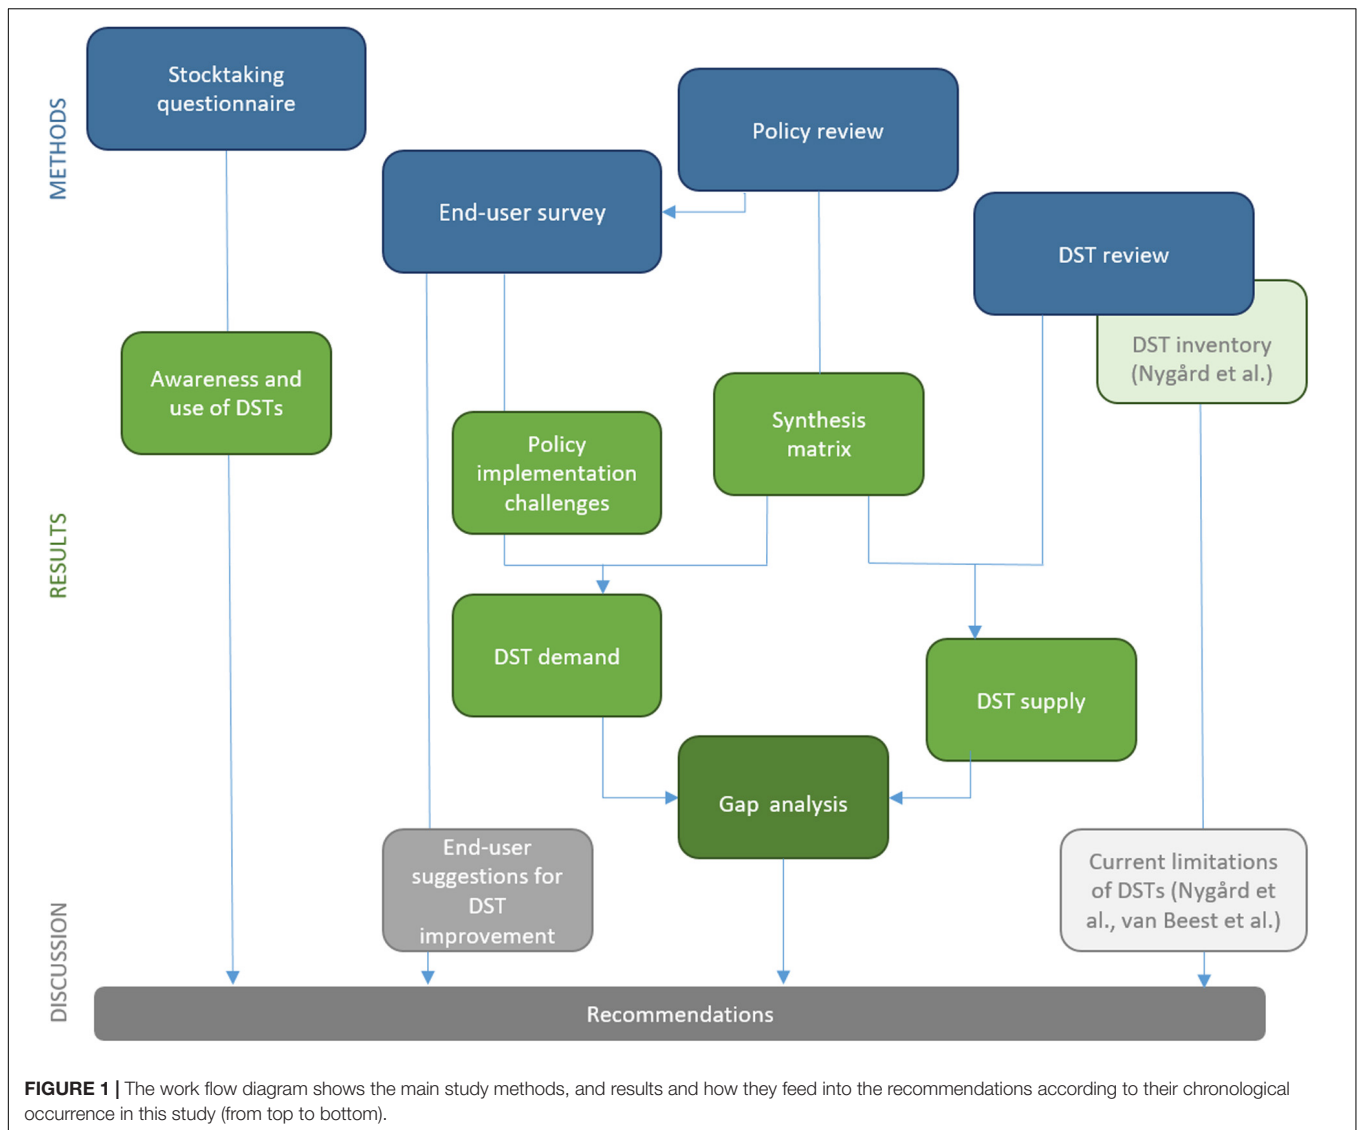 METHODS
Stocktaking
questionnaire
Policy review
End-user survey
DST review
DST inventory
(Nygård et al.)
RESULTS
Awareness and
use of DSTs
Synthesis
matrix
Policy
implementation
challenges
DST demand
DST supply
Gap analysis
DISCUSSION
End-user
suggestions for
DST
improvement
Current limitations
of DSTs (Nygård et
al., van Beest et al.)
Recommendations
FIGURE 1 | The work flow diagram shows the main study methods, and results and how they feed into the recommendations according to their chronological
occurrence in this study (from top to bottom).